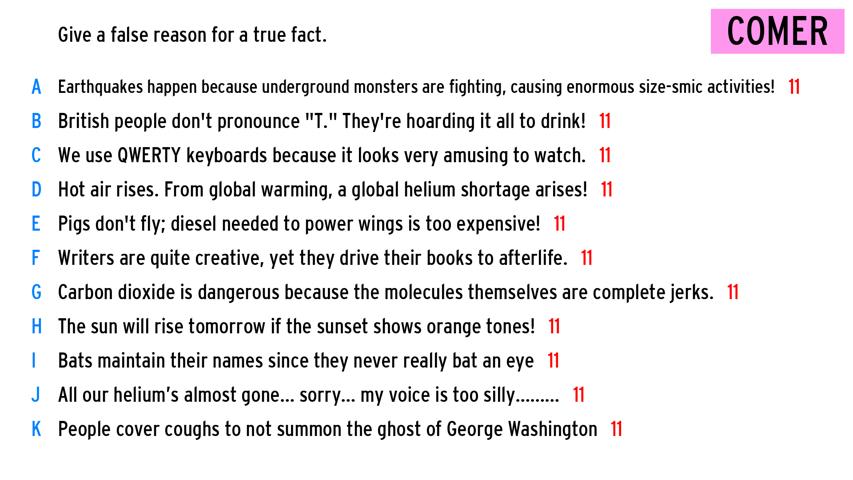 Give a false reason for a true fact.
COMER
A Earthquakes happen because underground monsters are fighting, causing enormous size-smic activities! 11
B British people don't pronounce "T." They're hoarding it all to drink! 11
C We use QWERTY keyboards because it looks very amusing to watch. 11
D Hot air rises. From global warming, a global helium shortage arises! 11
E Pigs don't fly; diesel needed to power wings is too expensive! 11
F Writers are quite creative, yet they drive their books to afterlife. 11
G Carbon dioxide is dangerous because the molecules themselves are complete jerks. 11
H The sun will rise tomorrow if the sunset shows orange tones! 11
I Bats maintain their names since they never really bat an eye 11
J All our helium’s almost gone... sorry... my voice is too silly......... 11
K People cover coughs to not summon the ghost of George Washington 11